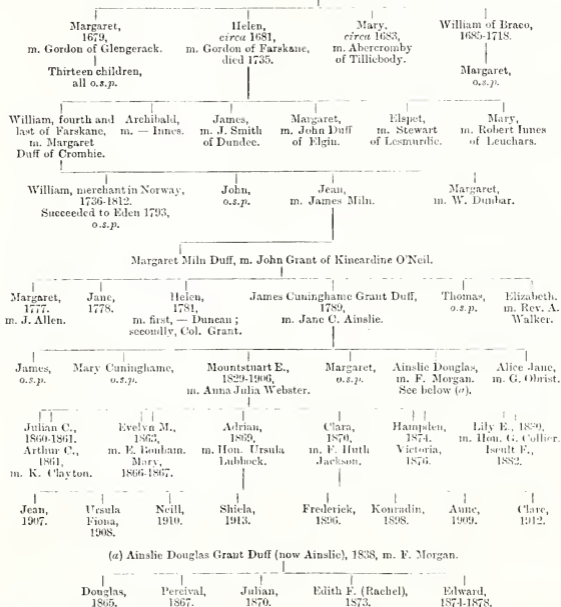 Margaret, Helen, Mary, William of Braco,
1679, circa 1681, circa 1683, 1685-1718.
m. Gordon of Glengerack. m. Gordon of Farskane, m. Abercromby
died 1735. of Tilliebody.
Thirteen children, Margaret,
all o.s.p. o.s.p.
William, fourth and Archibald, James, Margaret, Elspet, Mary,
last of Farskane, m. — Innes. m. J. Smith m. John Duff m. Stewart m. Robert Innes
m. Margaret of Dundee. of Elgin. of Lesmurdie. of Leuchars.
Duff of Crombie.
William, merchant in Norway, John, Jean, Margaret,
1736-1812. o.s.p. m. James Miln. m. W. Dunbar.
Succeeded to Eden 1793,
o.s.p.
Margaret Miln Duff, m. John Grant of Kincardine O'Neil.
Margaret, Jane, Helen, James Cuninghame Grant Duff, Thomas, Elizabeth.
1777. 1778. 1781, 1789, o.s.p. m. Rev. A.
m. J. Allen. m. first, — Duncan; m. Jane C. Ainslie. Walker.
secondly, Col. Grant.
James, Mary Cuninghame, Mountstuart E., Margaret, Ainslie Douglas, Alice Jane,
o.s.p. o.s.p. 1829-1906, o.s.p. m. F. Morgan. m. G. Obrist.
m. Anna Julia Webster. See below (a).
Julian C., Evelyn M., Adrian, Clara, Hampden, Lily E., m. Hon. G. Collier.
1860-1861. 1863, 1869, 1870, 1874. Iseult F.,
Arthur C., m. E. Bonham. m. Hon. Ursula m. F. Huth Victoria, 1882.
1861, Mary, Lubbock. Jackson. 1876.
m. K. Clayton. 1866-1867.
Jean, Ursula Neill, Shiela, Frederick, Konradin, Anne, Clare,
1907. Fiona, 1910. 1913. 1896. 1898. 1909. 1912.
1908.
(a) Ainslie Douglas Grant Duff (now Ainslie), 1838, m. F. Morgan.
Douglas, Percival, Julian, Edith F. (Rachel), Edward,
1865. 1867. 1870. 1873. 1874-1878.